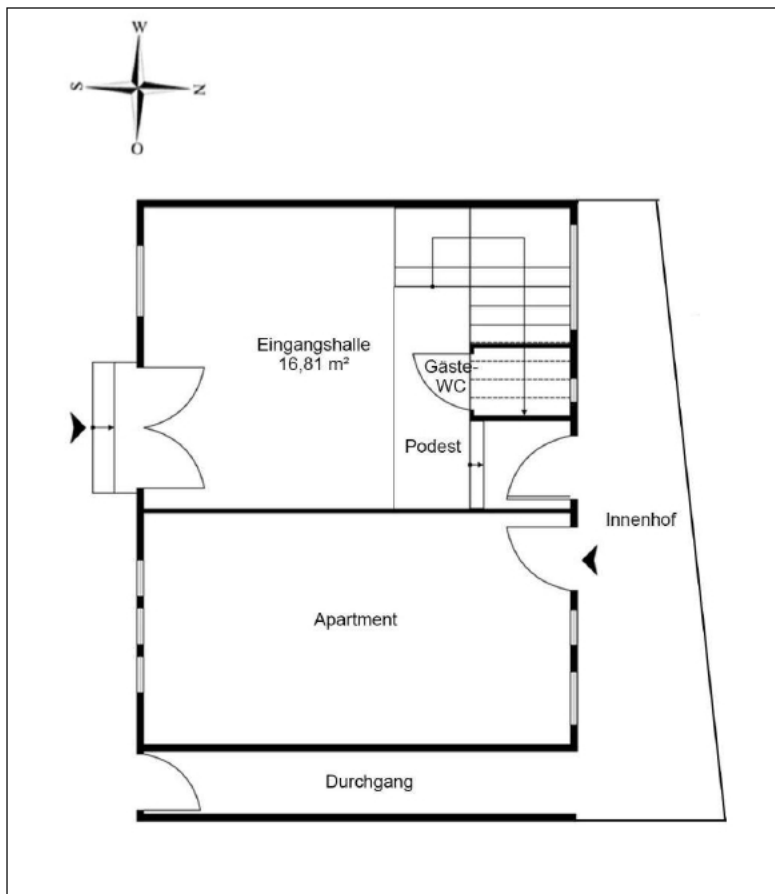 W
S
N
O
Eingangshalle
16,81 m²
Gäste-
WC
Podest
Innenhof
Apartment
Durchgang